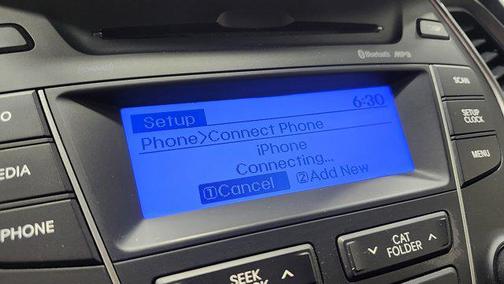 Bluetooth MP3
6:30
Setup
Phone>Connect Phone
iPhone
Connecting...
①Cancel ②Add New
SCAN
SETUP
CLOCK
MENU
EDIA
PHONE
CAT
FOLDER
SEEK